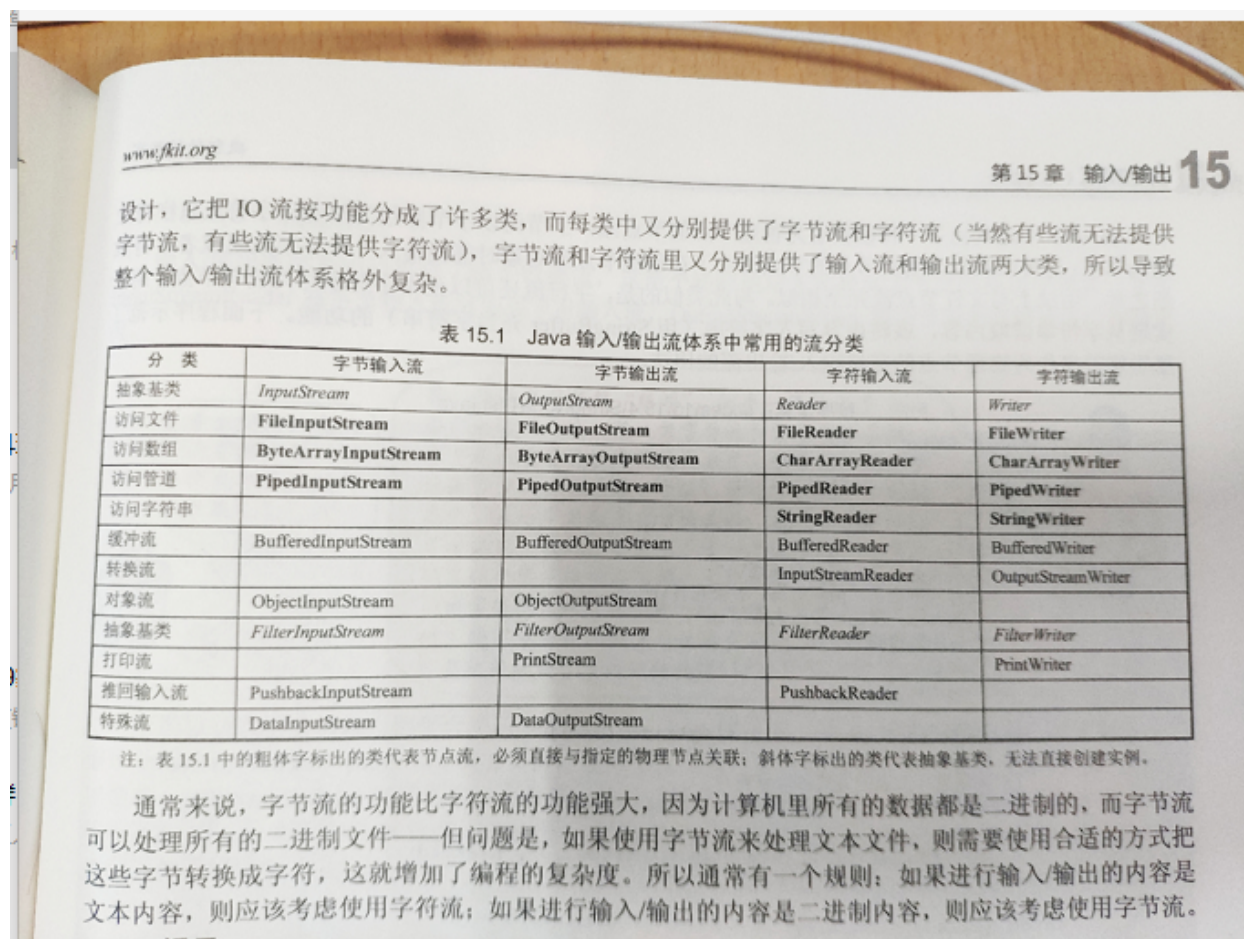 www.fkit.org
第15章 输入/输出 15
设计，它把 IO 流按功能分成了许多类，而每类中又分别提供了字节流和字符流（当然有些流无法提供
字节流，有些流无法提供字符流），字节流和字符流里又分别提供了输入流和输出流两大类，所以导致
整个输入/输出流体系格外复杂。
表 15.1 Java 输入/输出流体系中常用的流分类
分 类 字节输入流 字节输出流 字符输入流 字符输出流
抽象基类 InputStream OutputStream Reader Writer
访问文件 FileInputStream FileOutputStream FileReader FileWriter
访问数组 ByteArrayInputStream ByteArrayOutputStream CharArrayReader CharArrayWriter
访问管道 PipedInputStream PipedOutputStream PipedReader PipedWriter
访问字符串 StringReader StringWriter
缓冲流 BufferedInputStream BufferedOutputStream BufferedReader BufferedWriter
转换流 InputStreamReader OutputStreamWriter
对象流 ObjectInputStream ObjectOutputStream
抽象基类 FilterInputStream FilterOutputStream FilterReader FilterWriter
打印流 PrintStream PrintWriter
推回输入流 PushbackInputStream PushbackReader
特殊流 DataInputStream DataOutputStream
注：表 15.1 中的粗体字标出的类代表节点流，必须直接与指定的物理节点关联；斜体字标出的类代表抽象基类，无法直接创建实例。
通常来说，字节流的功能比字符流的功能强大，因为计算机里所有的数据都是二进制的，而字节流
可以处理所有的二进制文件——但问题是，如果使用字节流来处理文本文件，则需要使用合适的方式把
这些字节转换成字符，这就增加了编程的复杂度。所以通常有一个规则：如果进行输入/输出的内容是
文本内容，则应该考虑使用字符流；如果进行输入/输出的内容是二进制内容，则应该考虑使用字节流。